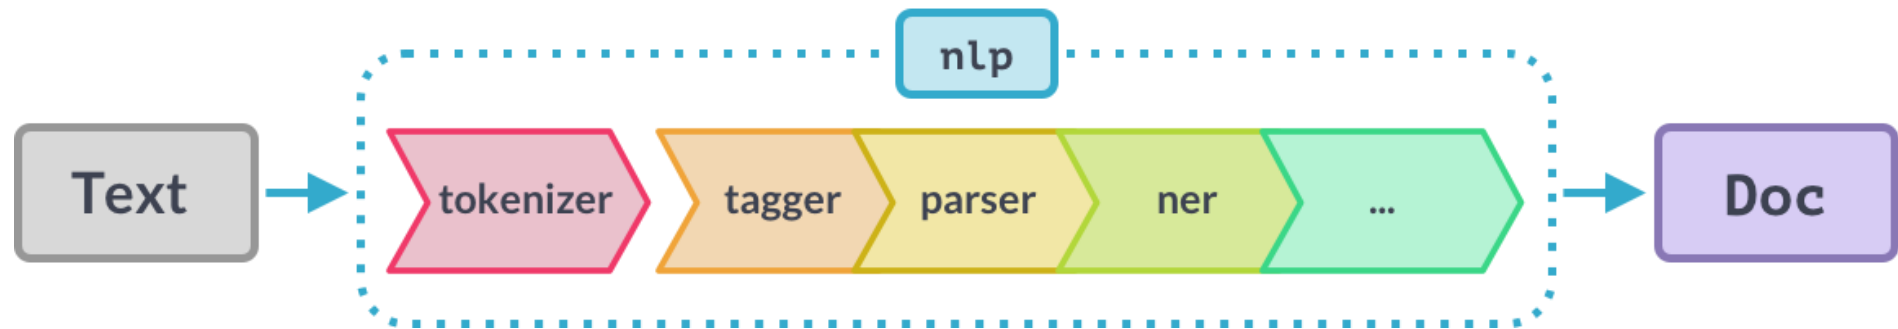 nlp
Text
tokenizer
tagger
parser
ner
...
Doc